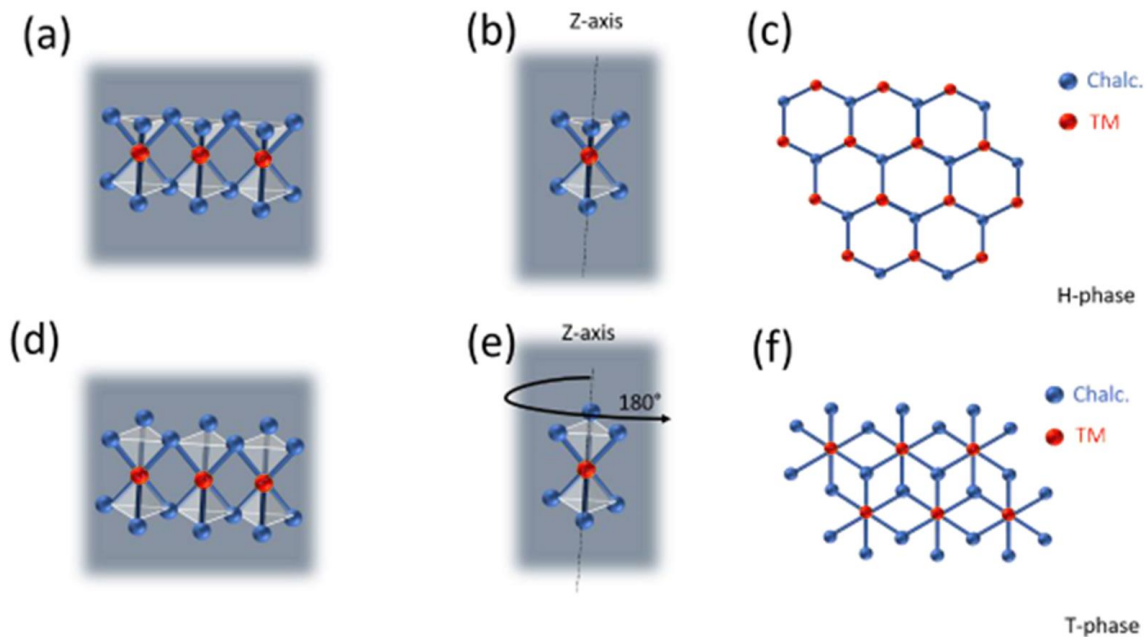 (a)
(b)
Z-axis
(c)
Chalc.
TM
H-phase
(d)
(e)
Z-axis
180°
(f)
Chalc.
TM
T-phase